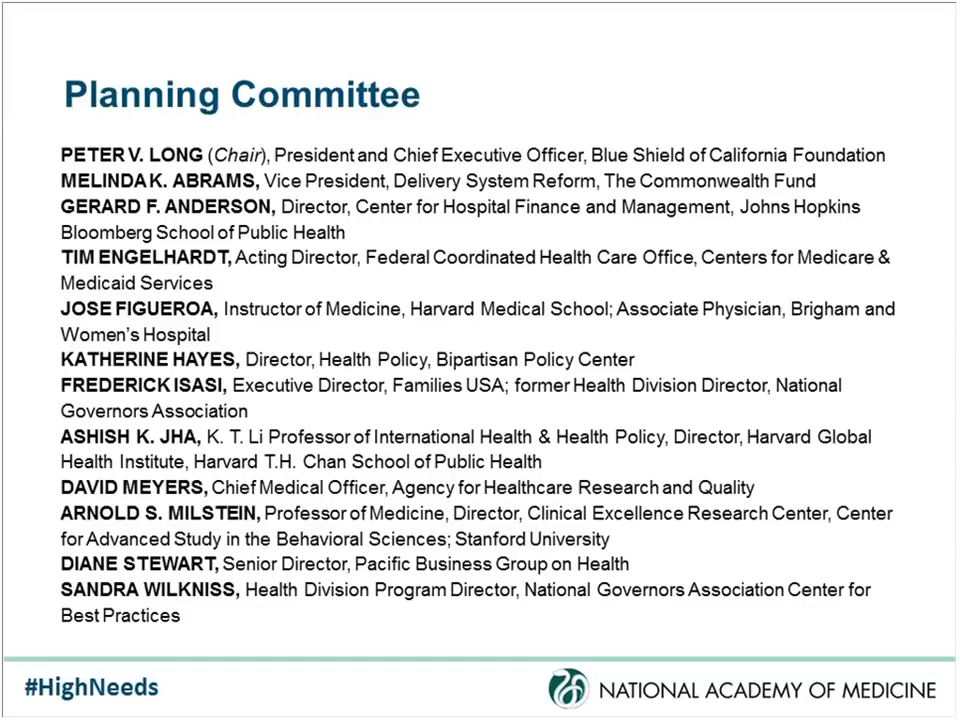 Planning Committee
PETER V. LONG (Chair), President and Chief Executive Officer, Blue Shield of California Foundation
MELINDA K. ABRAMS, Vice President, Delivery System Reform, The Commonwealth Fund
GERARD F. ANDERSON, Director, Center for Hospital Finance and Management, Johns Hopkins
Bloomberg School of Public Health
TIM ENGELHARDT, Acting Director, Federal Coordinated Health Care Office, Centers for Medicare &
Medicaid Services
JOSE FIGUEROA, Instructor of Medicine, Harvard Medical School; Associate Physician, Brigham and
Women's Hospital
KATHERINE HAYES, Director, Health Policy, Bipartisan Policy Center
FREDERICK ISASI, Executive Director, Families USA; former Health Division Director, National
Governors Association
ASHISH K. JHA, K. T. Li Professor of International Health & Health Policy, Director, Harvard Global
Health Institute, Harvard T.H. Chan School of Public Health
DAVID MEYERS, Chief Medical Officer, Agency for Healthcare Research and Quality
ARNOLD S. MILSTEIN, Professor of Medicine, Director, Clinical Excellence Research Center, Center
for Advanced Study in the Behavioral Sciences; Stanford University
DIANE STEWART, Senior Director, Pacific Business Group on Health
SANDRA WILKNISS, Health Division Program Director, National Governors Association Center for
Best Practices
#HighNeeds
NATIONAL ACADEMY OF MEDICINE